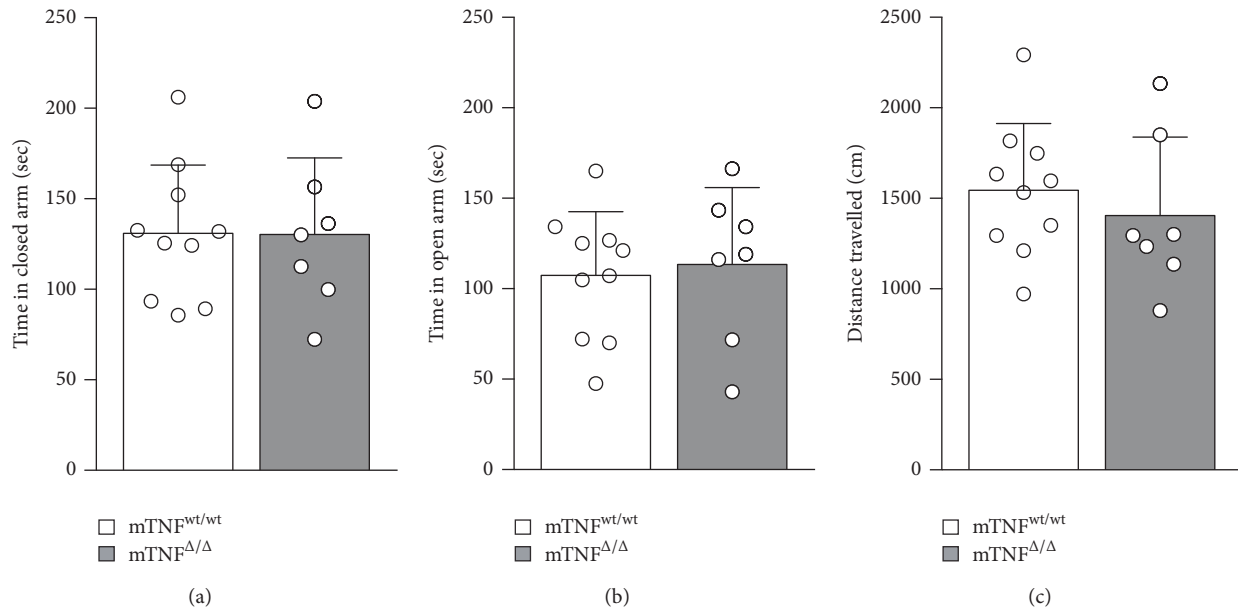 250
200
150
100
50
0
Time in closed arm (sec)
mTNF^wt/wt
mTNF^Δ/Δ
(a)
250
200
150
100
50
0
Time in open arm (sec)
mTNF^wt/wt
mTNF^Δ/Δ
(b)
2500
2000
1500
1000
500
0
Distance travelled (cm)
mTNF^wt/wt
mTNF^Δ/Δ
(c)